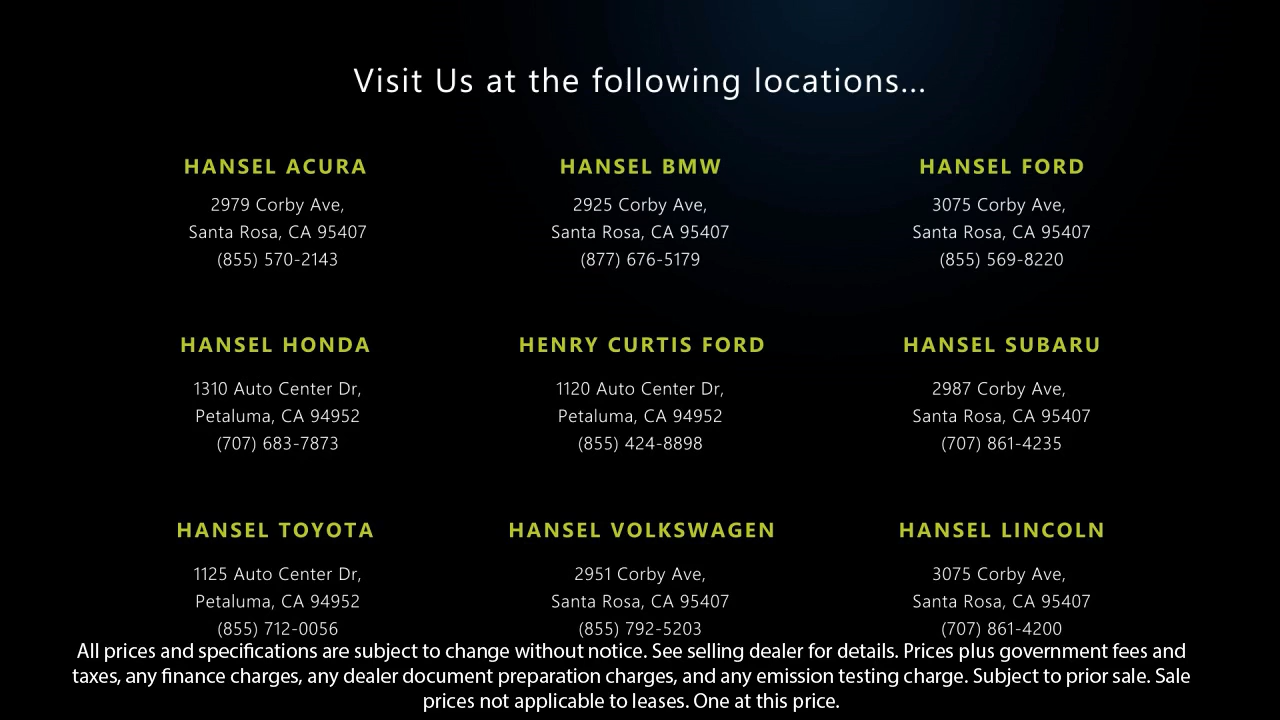 Visit Us at the following locations...
HANSEL ACURA
2979 Corby Ave,
Santa Rosa, CA 95407
(855) 570-2143
HANSEL BMW
2925 Corby Ave,
Santa Rosa, CA 95407
(877) 676-5179
HANSEL FORD
3075 Corby Ave,
Santa Rosa, CA 95407
(855) 569-8220
HANSEL HONDA
1310 Auto Center Dr,
Petaluma, CA 94952
(707) 683-7873
HENRY CURTIS FORD
1120 Auto Center Dr,
Petaluma, CA 94952
(855) 424-8898
HANSEL SUBARU
2987 Corby Ave,
Santa Rosa, CA 95407
(707) 861-4235
HANSEL TOYOTA
1125 Auto Center Dr,
Petaluma, CA 94952
(855) 712-0056
HANSEL VOLKSWAGEN
2951 Corby Ave,
Santa Rosa, CA 95407
(855) 792-5203
HANSEL LINCOLN
3075 Corby Ave,
Santa Rosa, CA 95407
(707) 861-4200
All prices and specifications are subject to change without notice. See selling dealer for details. Prices plus government fees and
taxes, any finance charges, any dealer document preparation charges, and any emission testing charge. Subject to prior sale. Sale
prices not applicable to leases. One at this price.